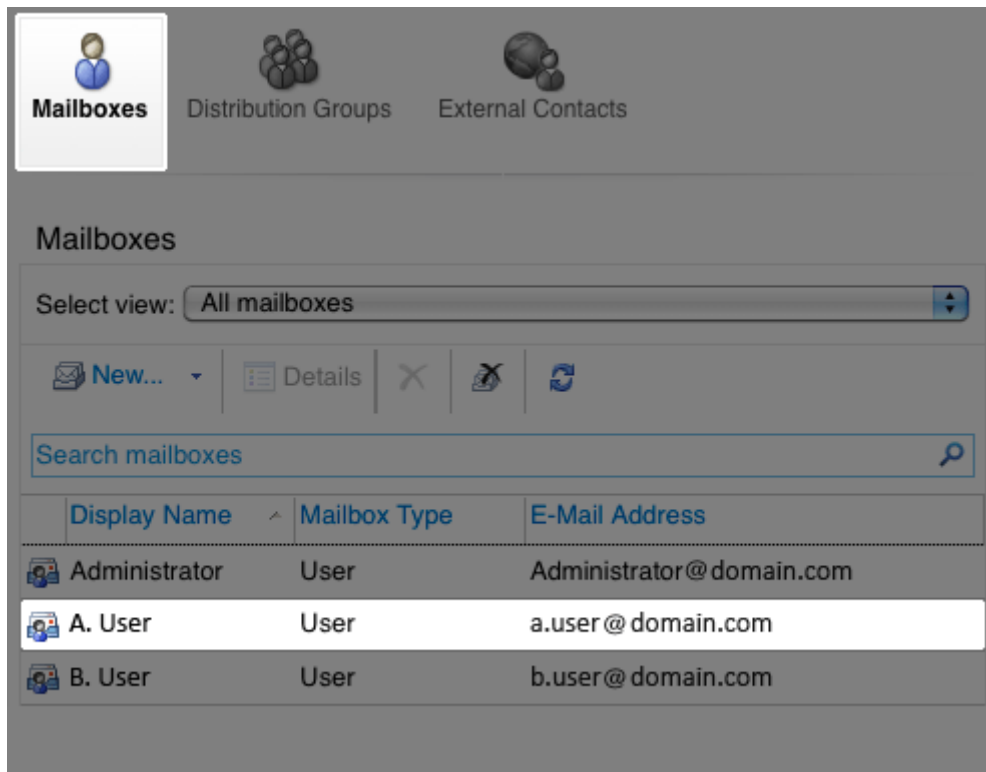 Mailboxes Distribution Groups External Contacts
Mailboxes
Select view: All mailboxes
New... Details
Search mailboxes
Display Name Mailbox Type E-Mail Address
Administrator User Administrator@domain.com
A. User User a.user@domain.com
B. User User b.user@domain.com